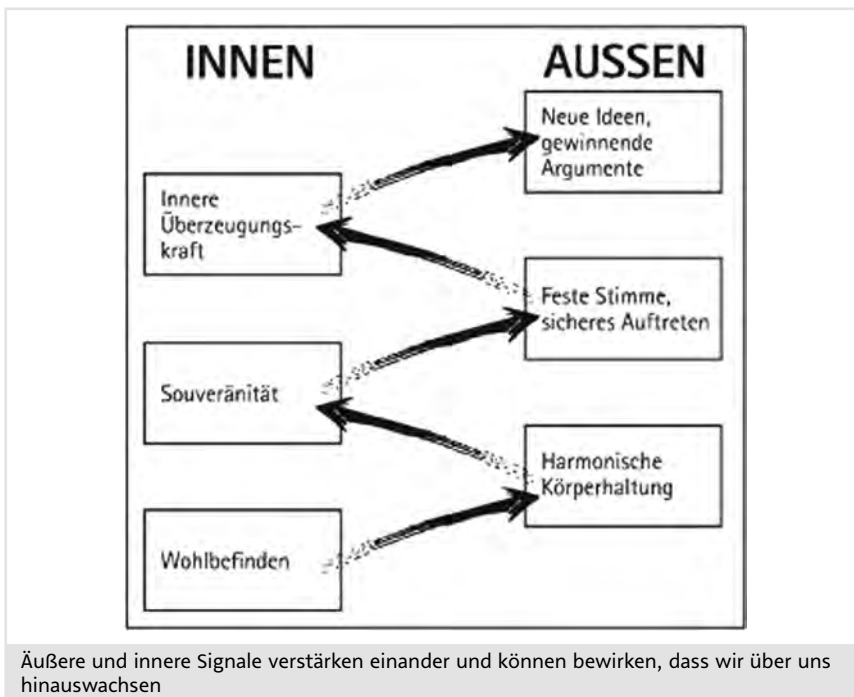 INNEN
AUSSEN
Neue Ideen,
gewinnende
Argumente
Innere
Überzeugungs-
kraft
Feste Stimme,
sicheres Auftreten
Souveränität
Harmonische
Körperhaltung
Wohlbefinden
Äußere und innere Signale verstärken einander und können bewirken, dass wir über uns
hinauswachsen